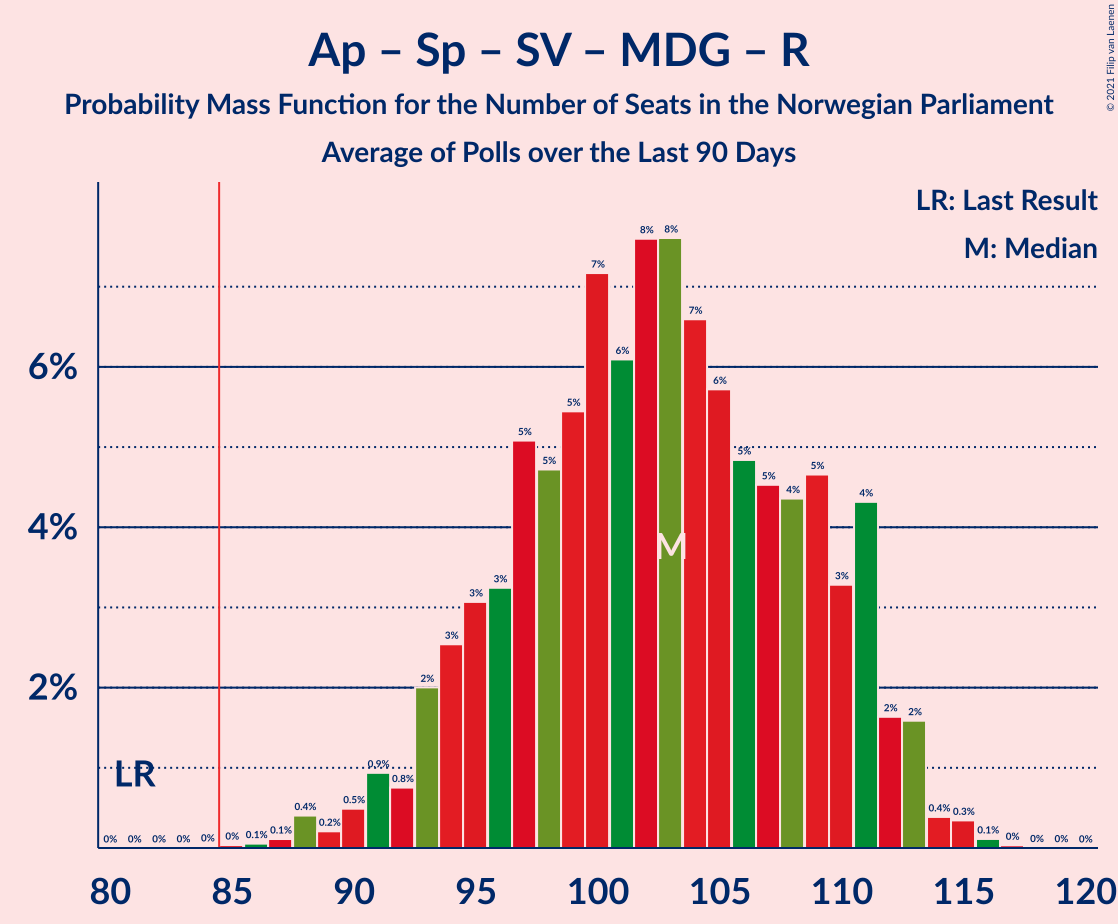 Ap – Sp – SV – MDG – R
Probability Mass Function for the Number of Seats in the Norwegian Parliament
Average of Polls over the Last 90 Days
© 2021 Filip van Laenen
LR: Last Result
M: Median
8% 8%
7%
7%
6%
6%
6%
5%
5%
5%
5%
5%
5%
4%
4%
4%
M
3%
3%
3%
3%
2%
2%
2% 2%
LR
0.9%
0.8%
0.5%
0.4%
0.2%
0.4% 0.3%
0% 0% 0% 0% 0% 0% 0.1% 0.1% 0.1% 0% 0% 0% 0%
80 85 90 95 100 105 110 115 120